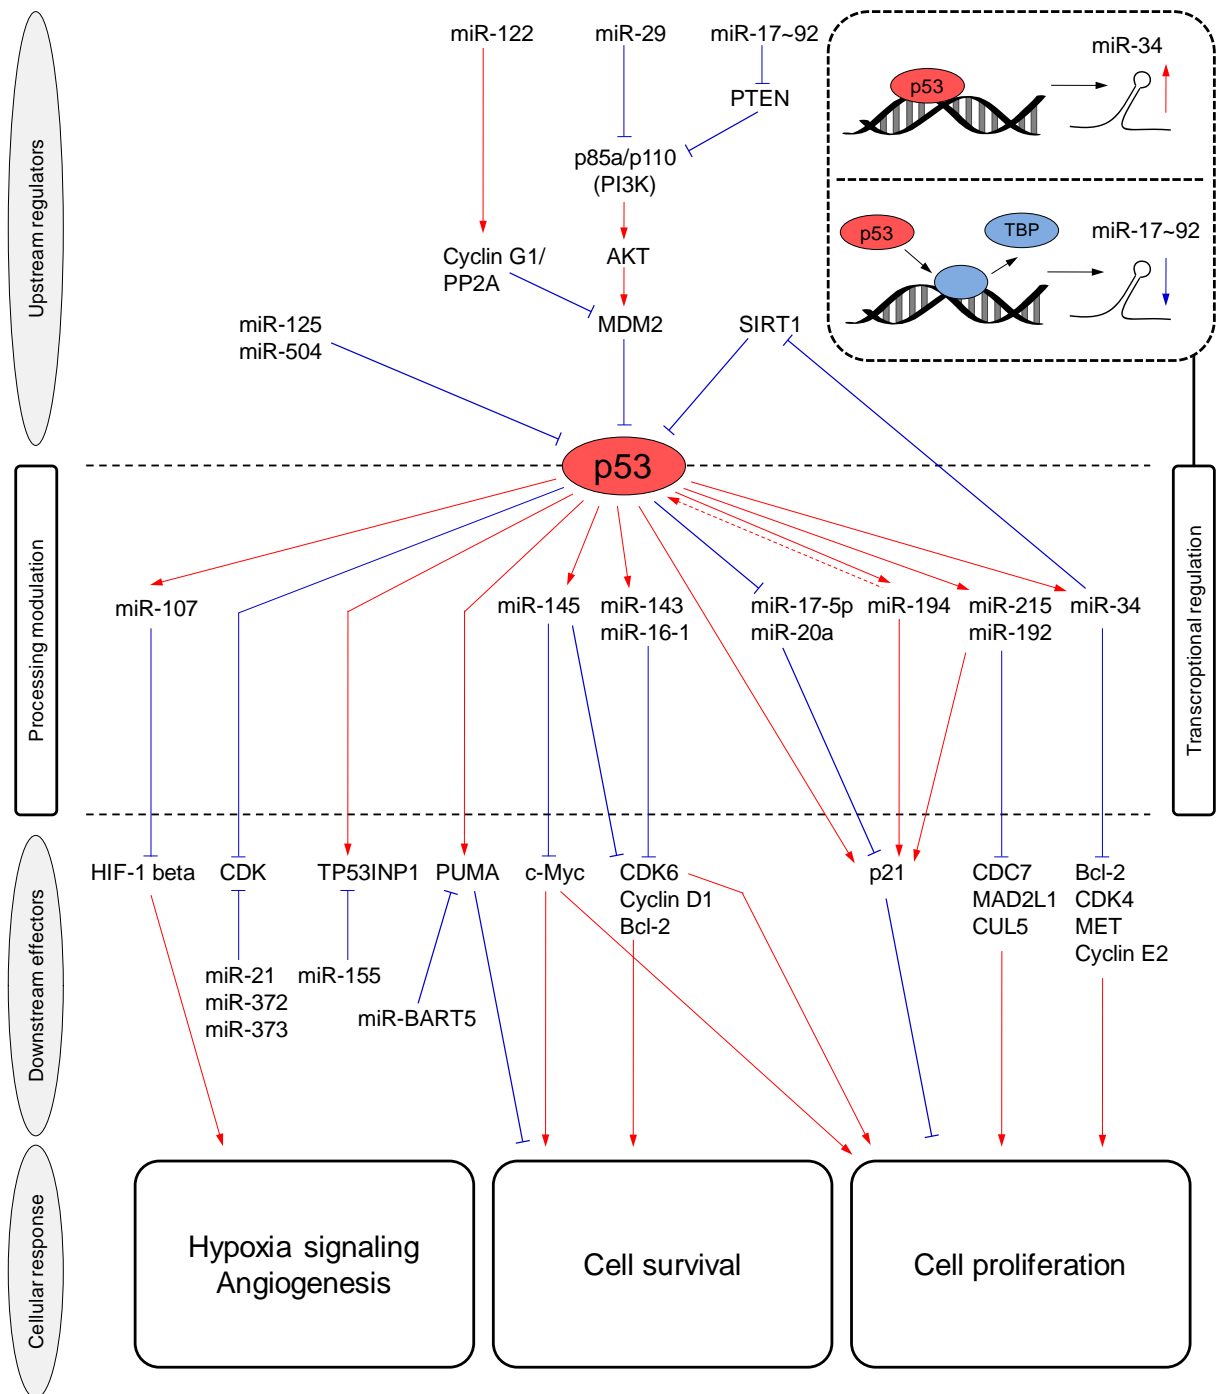 miR-122
miR-29
miR-17~92
PTEN
p85a/p110
(PI3K)
Cyclin G1/
PP2A
AKT
MDM2
SIRT1
miR-125
miR-504
p53
miR-34
p53
TBP
miR-17~92
p53
miR-107
miR-145
miR-143
miR-16-1
miR-17-5p
miR-20a
miR-194
miR-215
miR-192
miR-34
HIF-1 beta
CDK
TP53INP1
PUMA
c-Myc
CDK6
Cyclin D1
Bcl-2
p21
CDC7
MAD2L1
CUL5
Bcl-2
CDK4
MET
Cyclin E2
miR-21
miR-372
miR-373
miR-155
miR-BART5
Hypoxia signaling
Angiogenesis
Cell survival
Cell proliferation
Upstream regulators
Processing modulation
Downstream effectors
Cellular response
Transcroptional regulation